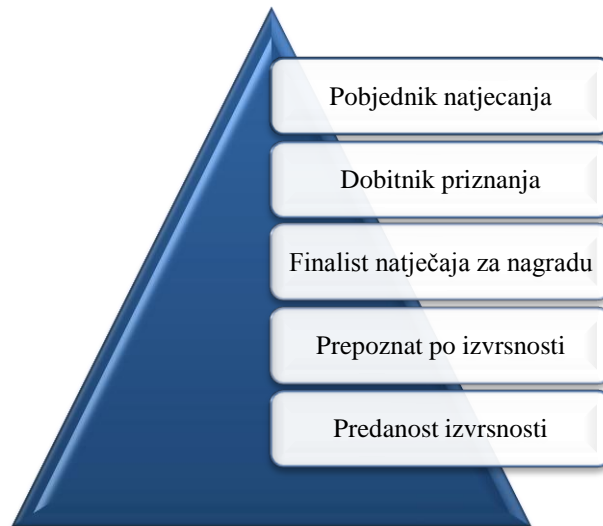 Pobjednik natjecanja
Dobitnik priznanja
Finalist natječaja za nagradu
Prepoznat po izvrsnosti
Predanost izvrsnosti